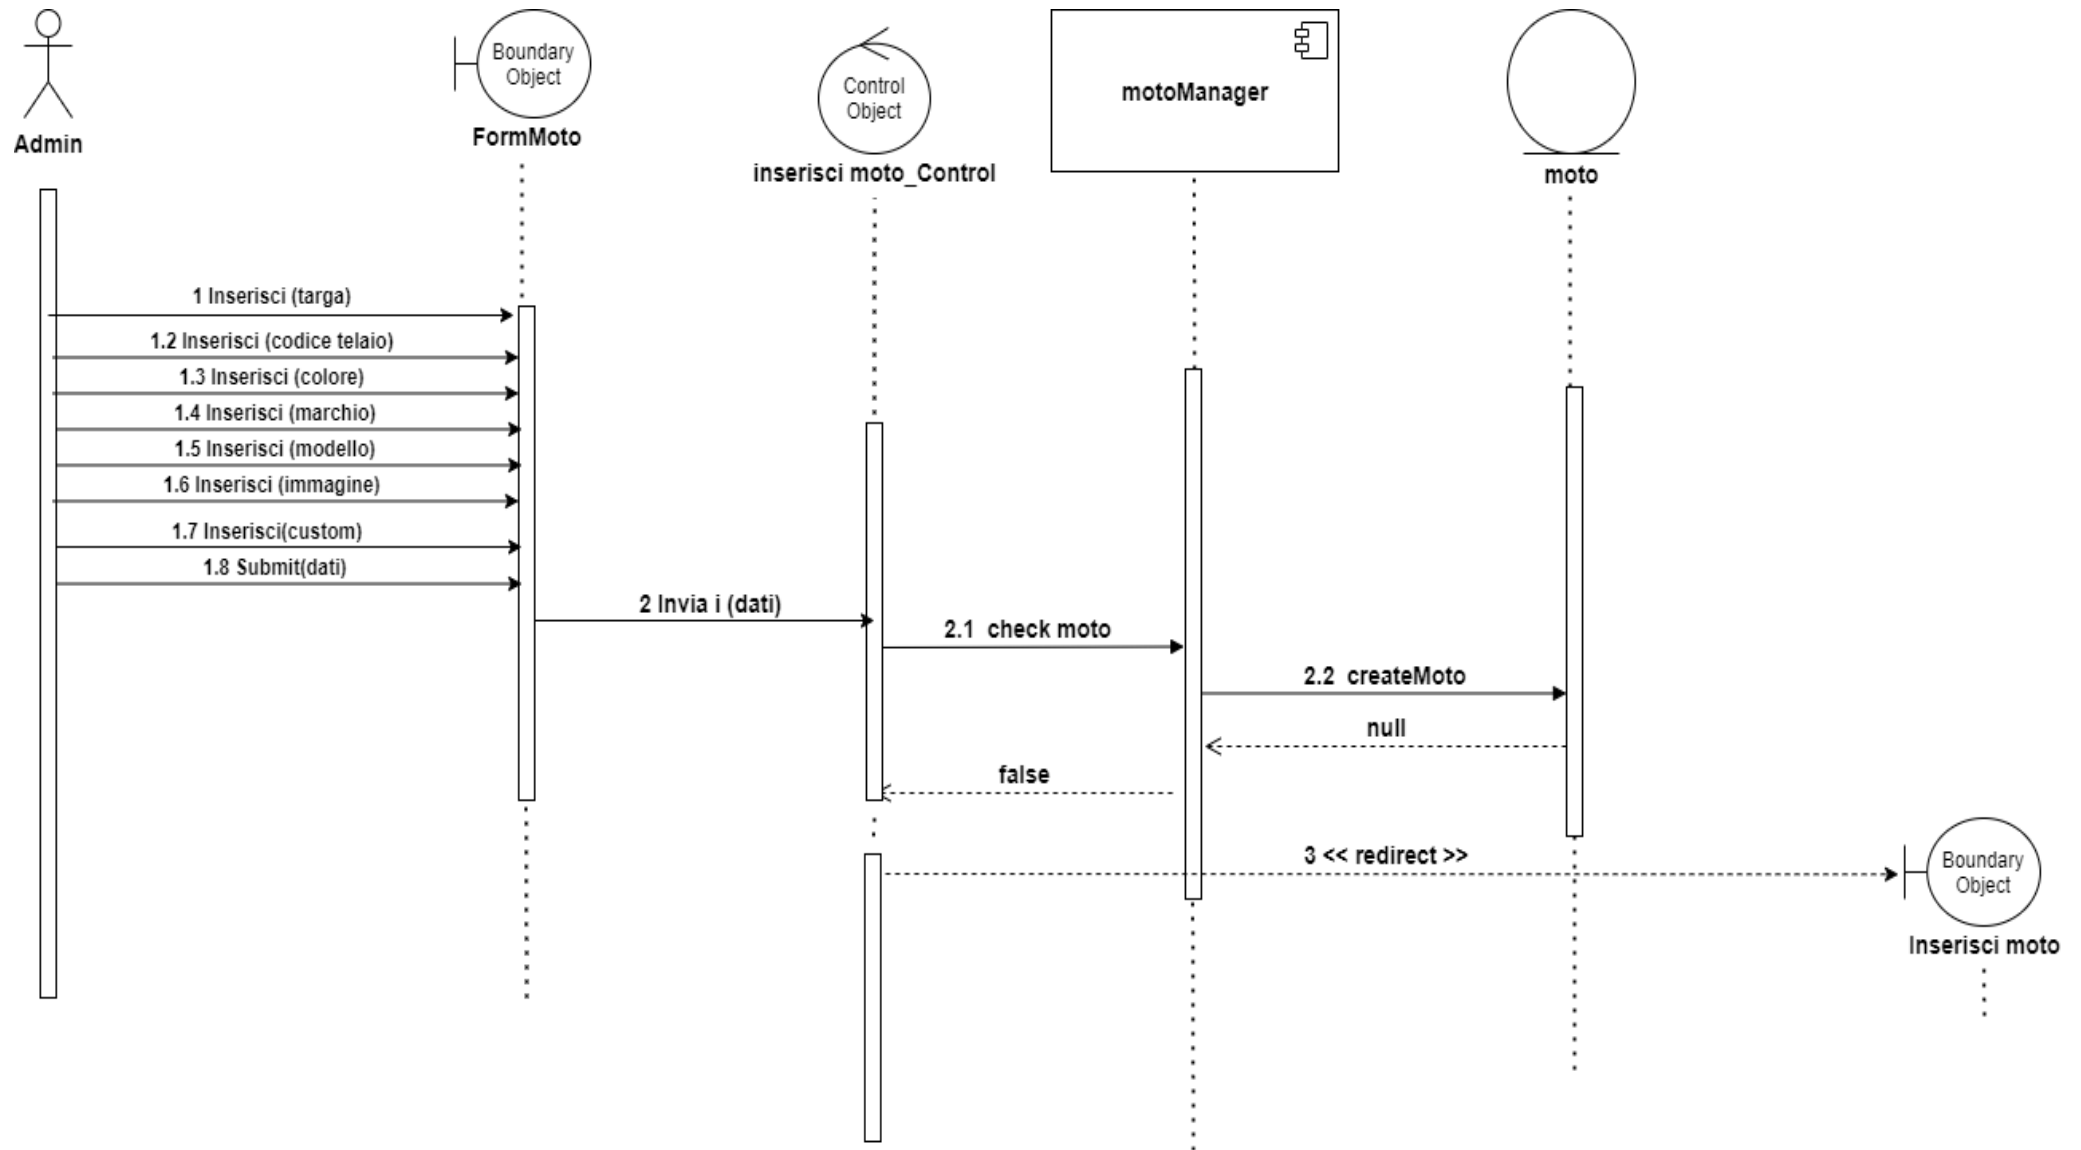 Boundary
Object
Control
Object
motoManager
Admin
FormMoto
inserisci moto_Control
moto
1 Inserisci (targa)
1.2 Inserisci (codice telaio)
1.3 Inserisci (colore)
1.4 Inserisci (marchio)
1.5 Inserisci (modello)
1.6 Inserisci (immagine)
1.7 Inserisci(custom)
1.8 Submit(dati)
2 Invia i (dati)
2.1 check moto
2.2 createMoto
null
false
3 << redirect >>
Boundary
Object
Inserisci moto